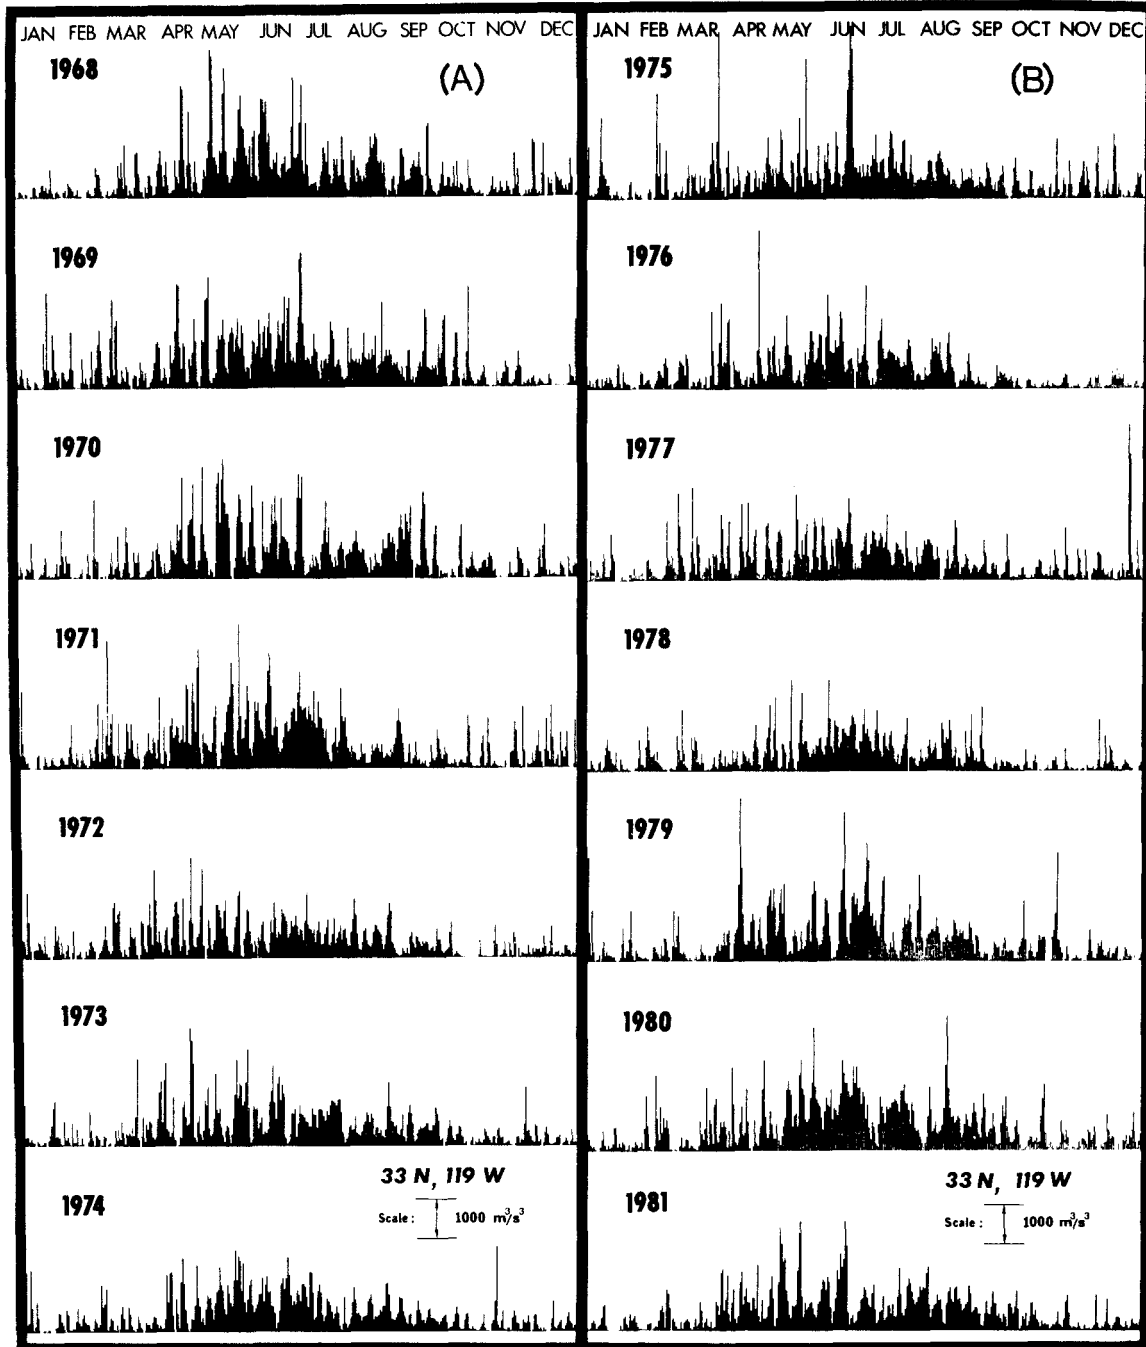 JAN FEB MAR APR MAY JUN JUL AUG SEP OCT NOV DEC
1968
(A)
1969
1970
1971
1972
1973
1974
33 N, 119 W
Scale : 1000 m³/s³
JAN FEB MAR APR MAY JUN JUL AUG SEP OCT NOV DEC
1975
(B)
1976
1977
1978
1979
1980
1981
33 N, 119 W
Scale : 1000 m³/s³